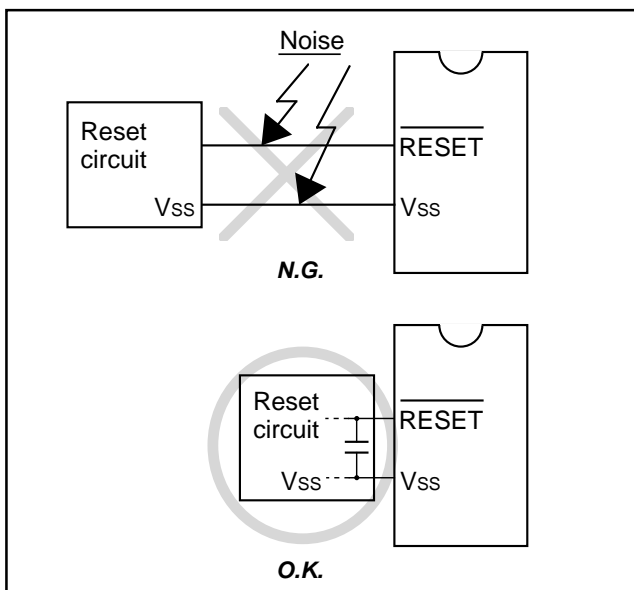 Noise
Reset
circuit
RESET
Vss
Vss
N.G.
Reset
circuit
RESET
Vss
Vss
O.K.